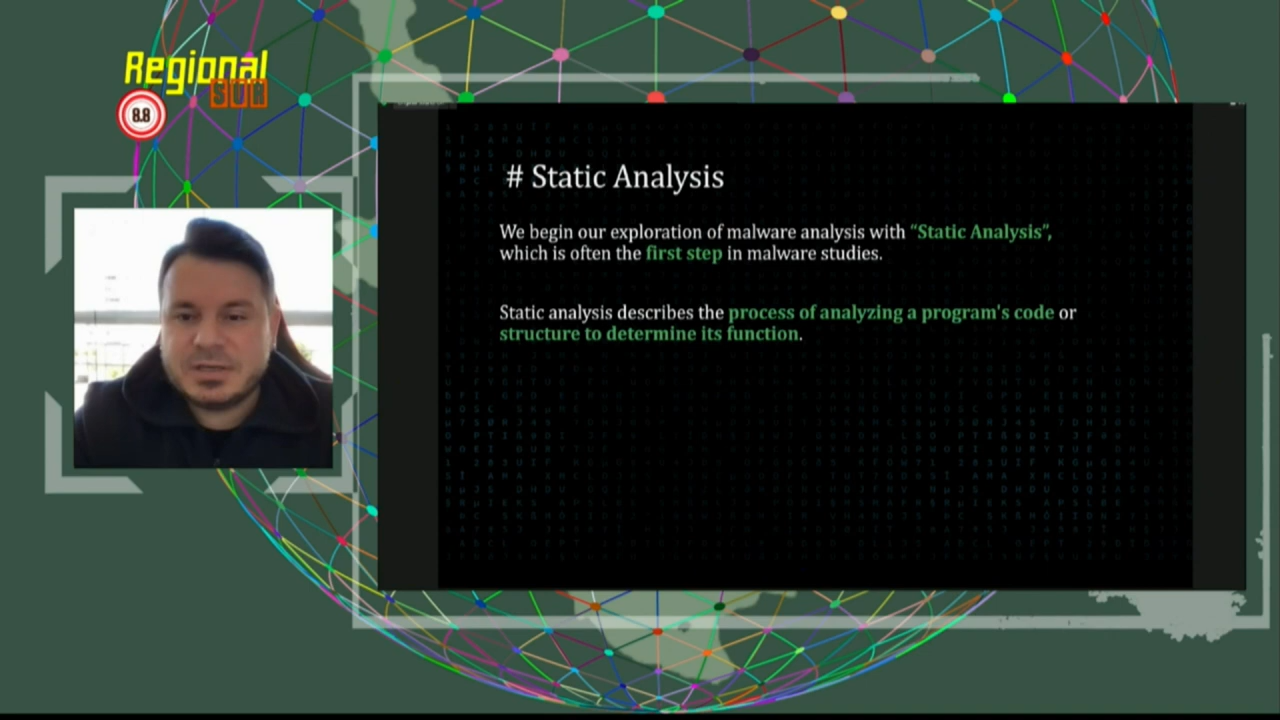 Regional
SUR
8.8
# Static Analysis
We begin our exploration of malware analysis with “Static Analysis”,
which is often the first step in malware studies.
Static analysis describes the process of analyzing a program's code or
structure to determine its function.